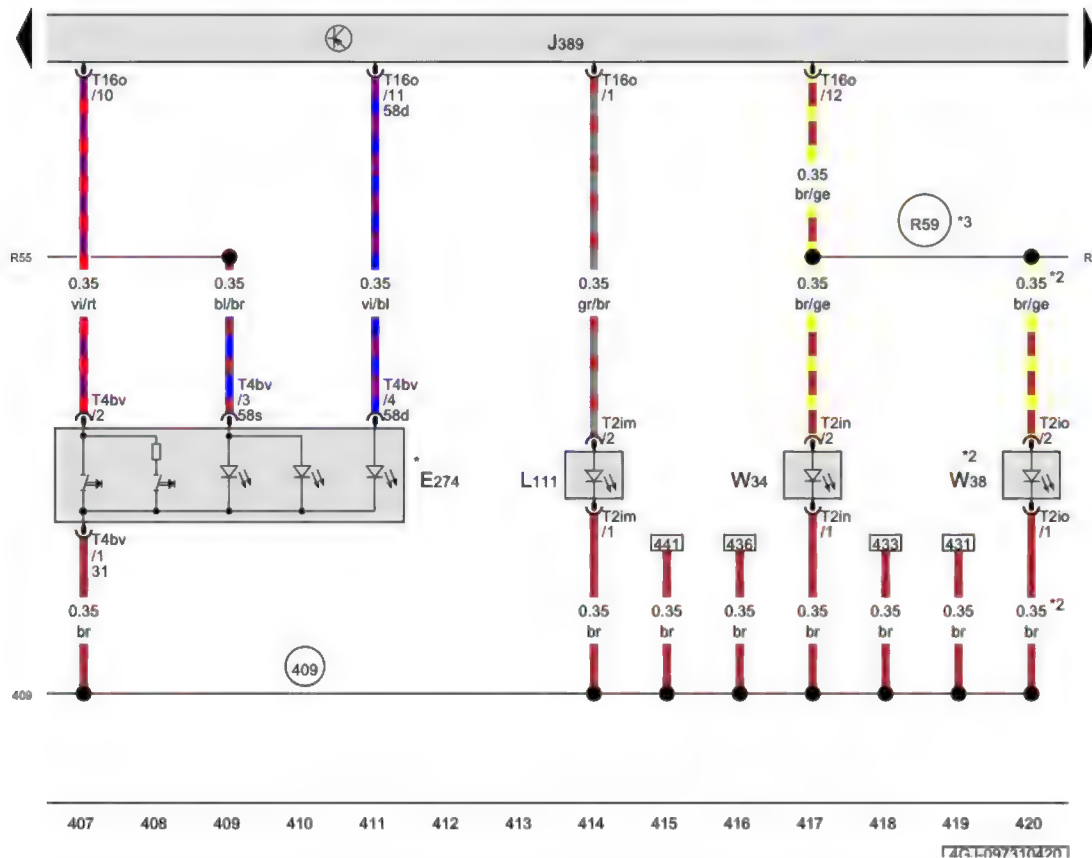 J389
T16o
/10
T16o
/11
58d
T16o
/1
T16o
/12
0.35
br/ge
R59 *3
R55
R
0.35
vi/rt
0.35
bl/br
0.35
vi/bl
0.35
gr/br
0.35
br/ge
0.35 *2
br/ge
T4bv
/2
T4bv
/3
58s
T4bv
/4
58d
T2im
/2
T2in
/2
T2io
/2
* E274
L111
W34
*2
W38
T4bv
/1
31
T2im
/1
T2in
/1
T2io
/1
441
436
433
431
0.35
br
0.35
br
0.35
br
0.35
br
0.35
br
0.35
br
0.35
br
0.35 *2
br
409
409
407 408 409 410 411 412 413 414 415 416 417 418 419 420